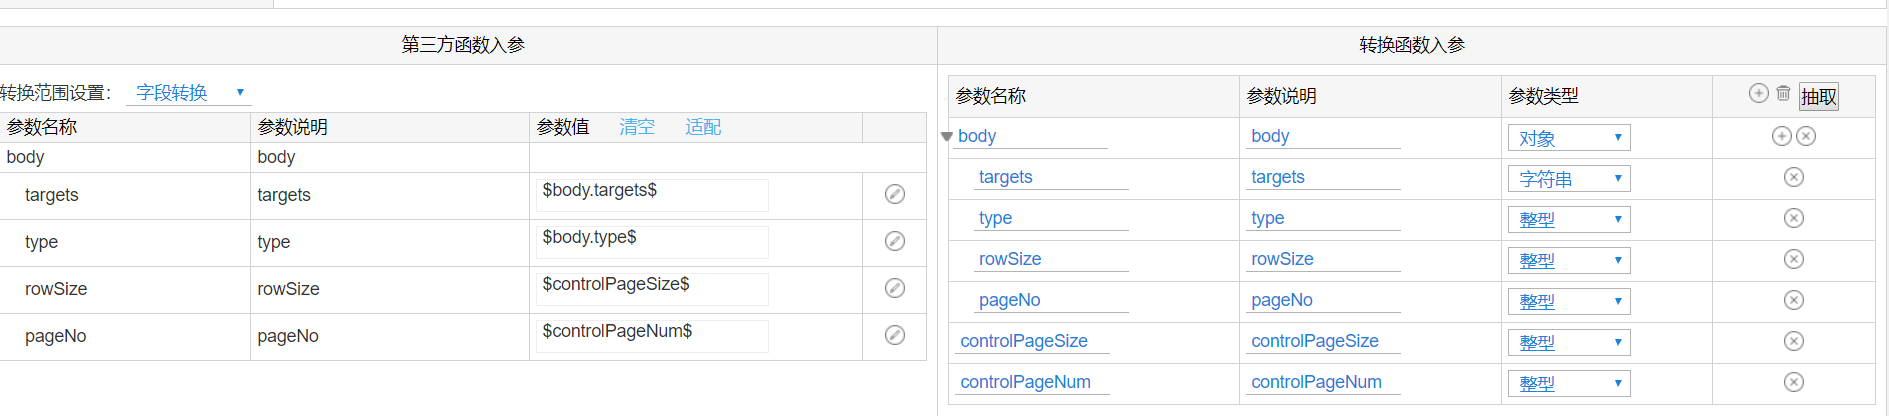 第三方函数入参
转换函数入参
转换范围设置： 字段转换
参数名称 参数说明 参数值 清空 适配
body body
targets targets $body.targets$
type type $body.type$
rowSize rowSize $controlPageSize$
pageNo pageNo $controlPageNum$
参数名称 参数说明 参数类型 抽取
body body 对象
targets targets 字符串
type type 整型
rowSize rowSize 整型
pageNo pageNo 整型
controlPageSize controlPageSize 整型
controlPageNum controlPageNum 整型